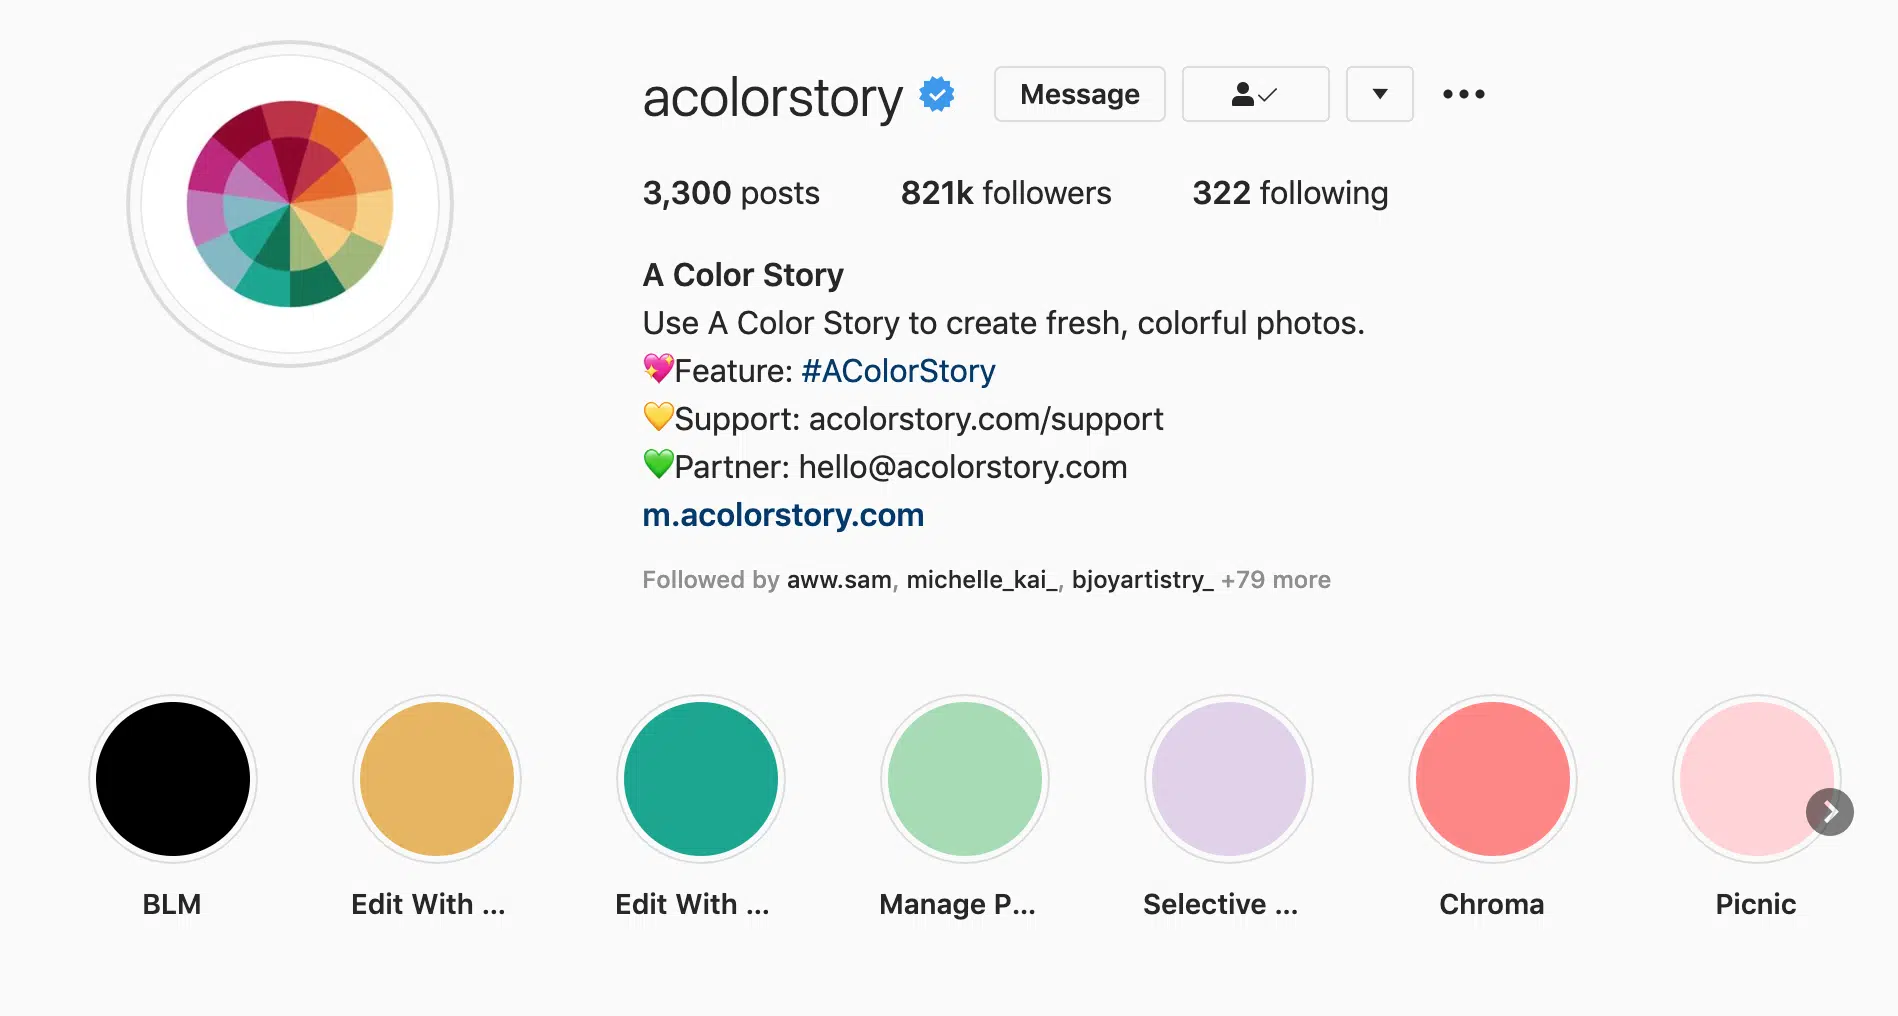 acolorstory Message
3,300 posts 821k followers 322 following
A Color Story
Use A Color Story to create fresh, colorful photos.
💖Feature: #AColorStory
💛Support: acolorstory.com/support
💚Partner: hello@acolorstory.com
m.acolorstory.com
Followed by aww.sam, michelle_kai_, bjoyartistry_ +79 more
BLM Edit With ... Edit With ... Manage P... Selective ... Chroma Picnic